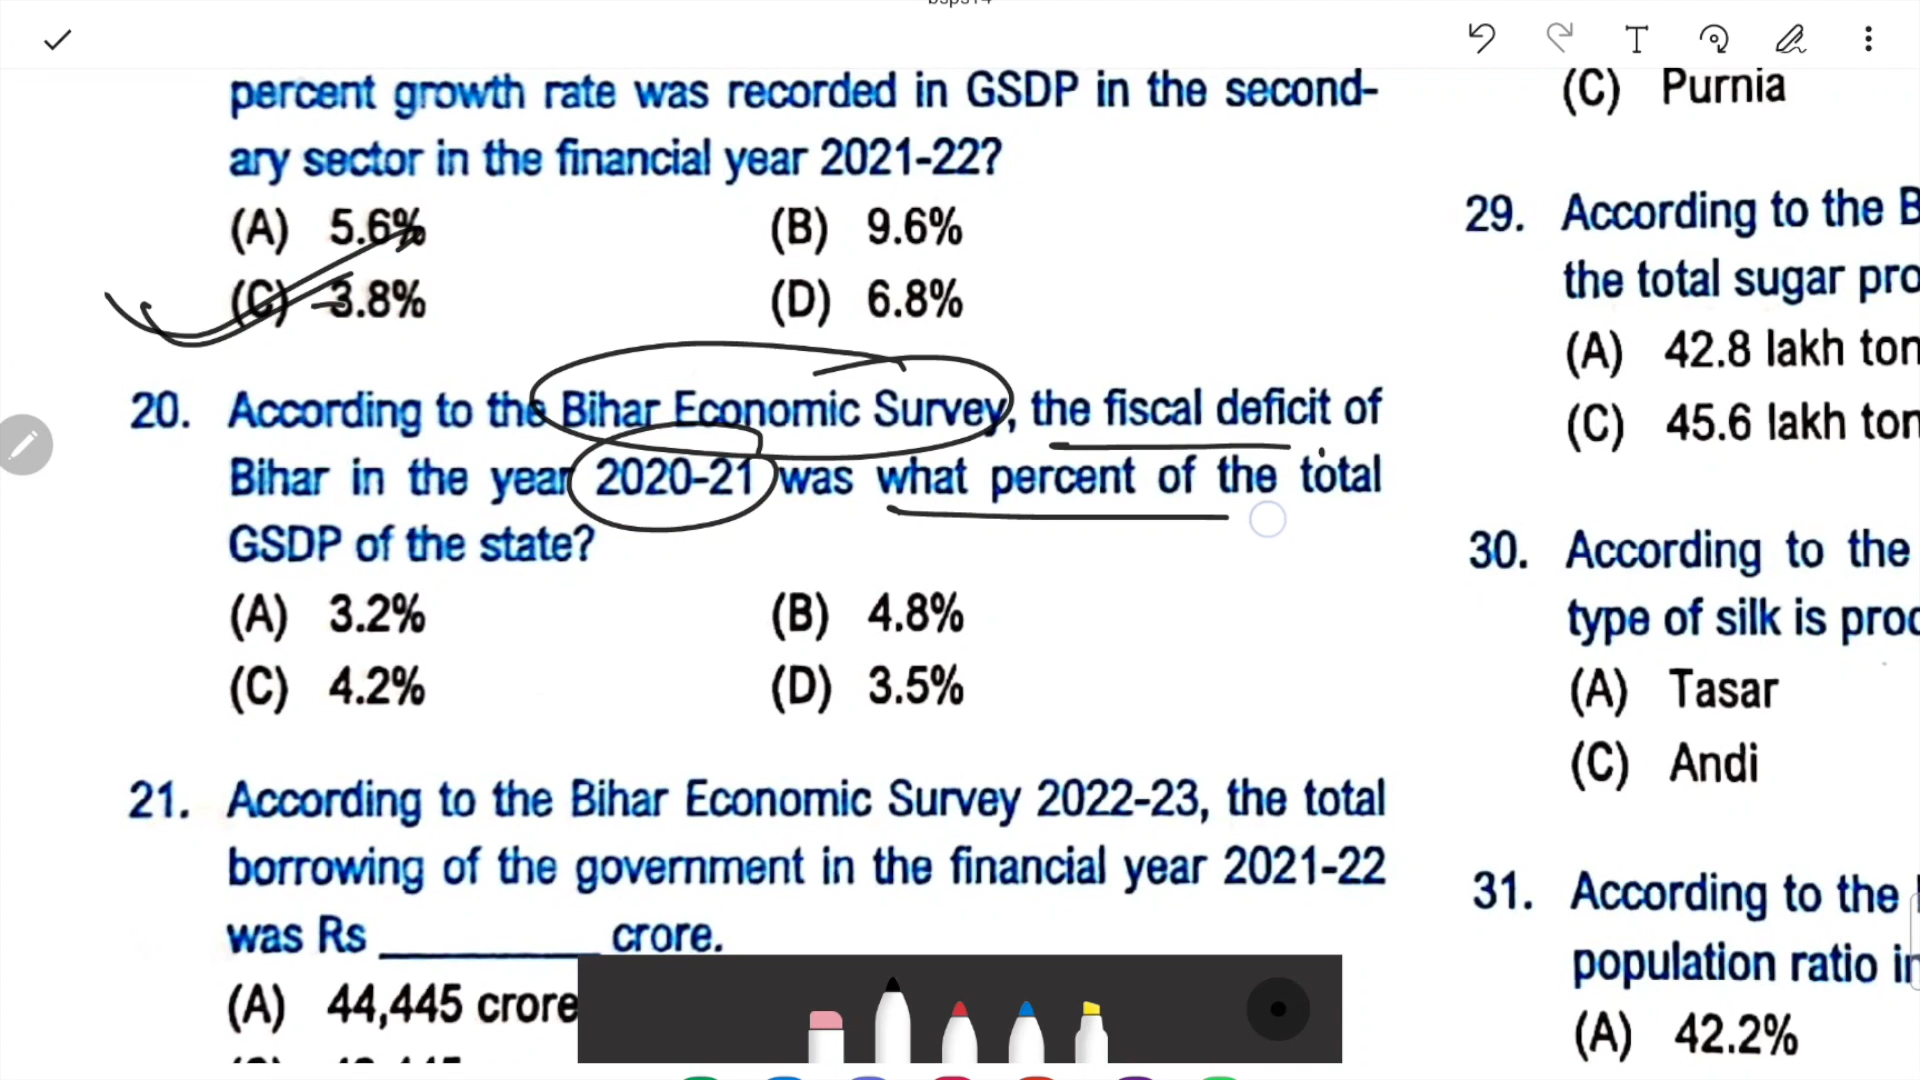 percent growth rate was recorded in GSDP in the second-
ary sector in the financial year 2021-22?
(A) 5.6% (B) 9.6%
(C) 3.8% (D) 6.8%
20. According to the Bihar Economic Survey, the fiscal deficit of
Bihar in the year 2020-21 was what percent of the total
GSDP of the state?
(A) 3.2% (B) 4.8%
(C) 4.2% (D) 3.5%
21. According to the Bihar Economic Survey 2022-23, the total
borrowing of the government in the financial year 2021-22
was Rs ________ crore.
(A) 44,445 crore
(C) Purnia
29. According to the B
the total sugar pro
(A) 42.8 lakh ton
(C) 45.6 lakh ton
30. According to the
type of silk is proc
(A) Tasar
(C) Andi
31. According to the
population ratio in
(A) 42.2%